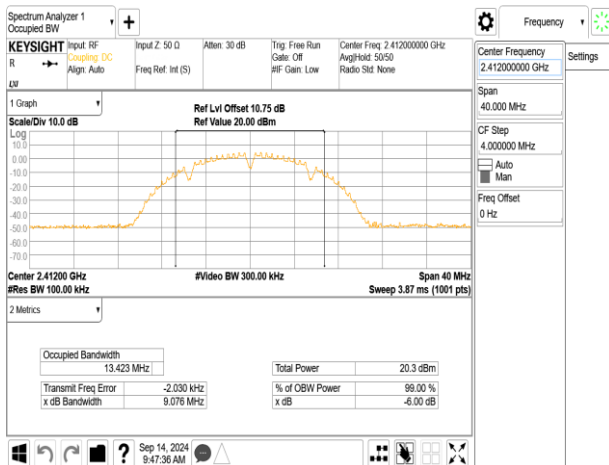 Spectrum Analyzer 1
Occupied BW
Frequency
KEYSIGHT
R
Input: RF
Coupling: DC
Align: Auto
Input Z: 50 Ω
Freq Ref: Int (S)
Atten: 30 dB
Trig: Free Run
Gate: Off
#IF Gain: Low
Center Freq: 2.412000000 GHz
Avg|Hold: 50/50
Radio Std: None
Center Frequency
2.412000000 GHz
Settings
Span
40.000 MHz
CF Step
4.000000 MHz
Auto
Man
Freq Offset
0 Hz
1 Graph
Scale/Div 10.0 dB
Ref Lvl Offset 10.75 dB
Ref Value 20.00 dBm
Log
10.0
0.00
-10.0
-20.0
-30.0
-40.0
-50.0
-60.0
-70.0
Center 2.41200 GHz
#Video BW 300.00 kHz
Span 40 MHz
#Res BW 100.00 kHz
Sweep 3.87 ms (1001 pts)
2 Metrics
Occupied Bandwidth
13.423 MHz
Total Power 20.3 dBm
Transmit Freq Error -2.030 kHz
% of OBW Power 99.00 %
x dB Bandwidth 9.076 MHz
x dB -6.00 dB
Sep 14, 2024
9:47:36 AM